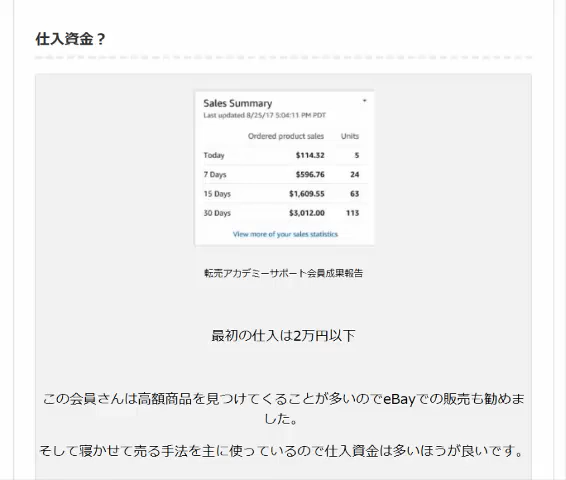 仕入資金？
Sales Summary
Last updated 8/25/17 5:04:11 PM PDT
Ordered product sales Units
Today $114.32 5
7 Days $596.76 24
15 Days $1,609.55 63
30 Days $3,012.00 113
View more of your sales statistics
転売アカデミーサポート会員成果報告
最初の仕入は2万円以下
この会員さんは高額商品を見つけてくることが多いのでeBayでの販売も勧めま
した。
そして寝かせて売る手法を主に使っているので仕入資金は多いほうが良いです。